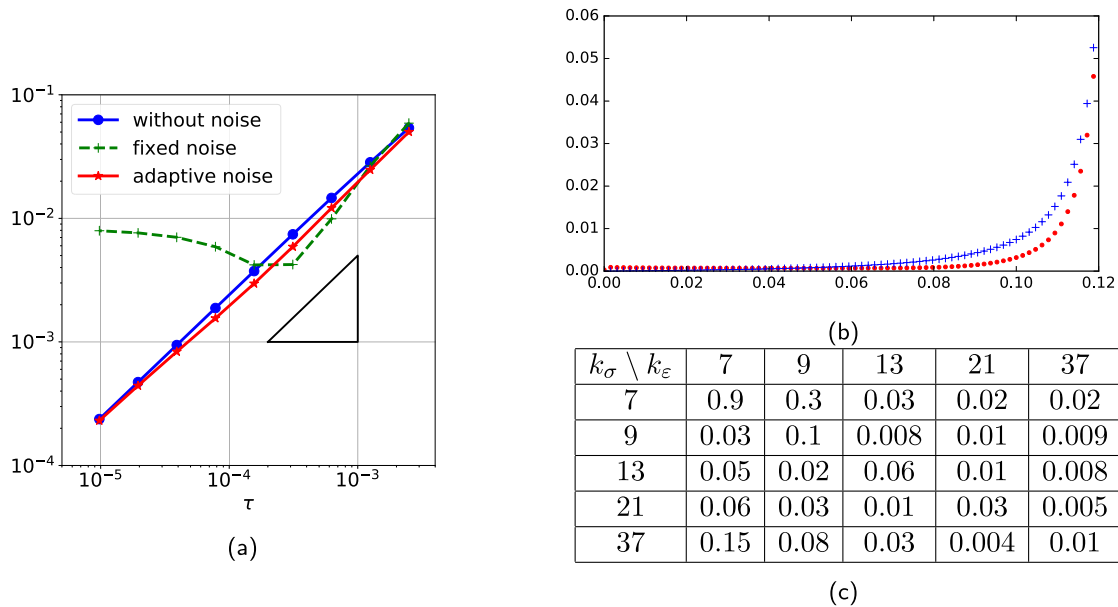 10⁻¹
10⁻²
10⁻³
10⁻⁴
without noise
fixed noise
adaptive noise
10⁻⁵ 10⁻⁴ 10⁻³
τ
(a)
0.06
0.05
0.04
0.03
0.02
0.01
0.00
0.00 0.02 0.04 0.06 0.08 0.10 0.12
(b)
k_σ \ k_ε 7 9 13 21 37
7 0.9 0.3 0.03 0.02 0.02
9 0.03 0.1 0.008 0.01 0.009
13 0.05 0.02 0.06 0.01 0.008
21 0.06 0.03 0.01 0.03 0.005
37 0.15 0.08 0.03 0.004 0.01
(c)